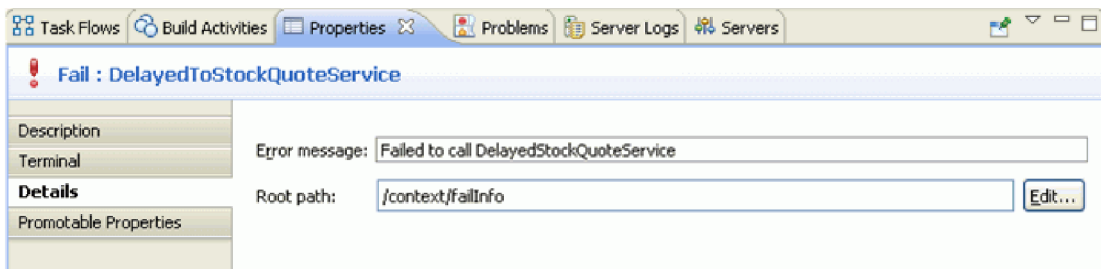 Task Flows Build Activities Properties Problems Server Logs Servers
Fail : DelayedToStockQuoteService
Description
Terminal
Details
Promotable Properties
Error message: Failed to call DelayedStockQuoteService
Root path: /context/failInfo Edit...